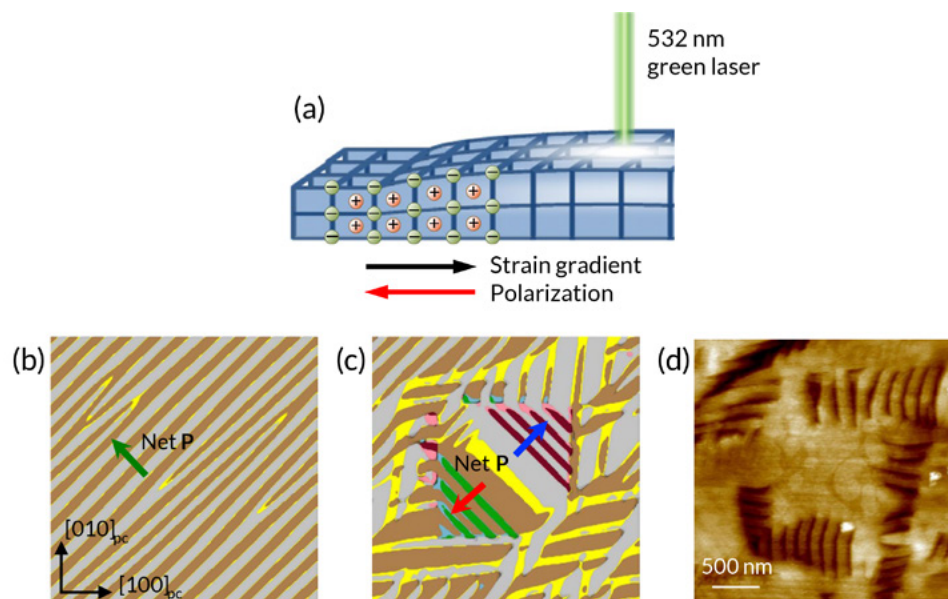 532 nm
green laser
(a)
Strain gradient
Polarization
(b)
Net P
[010]pc
[100]pc
(c)
Net P
(d)
500 nm